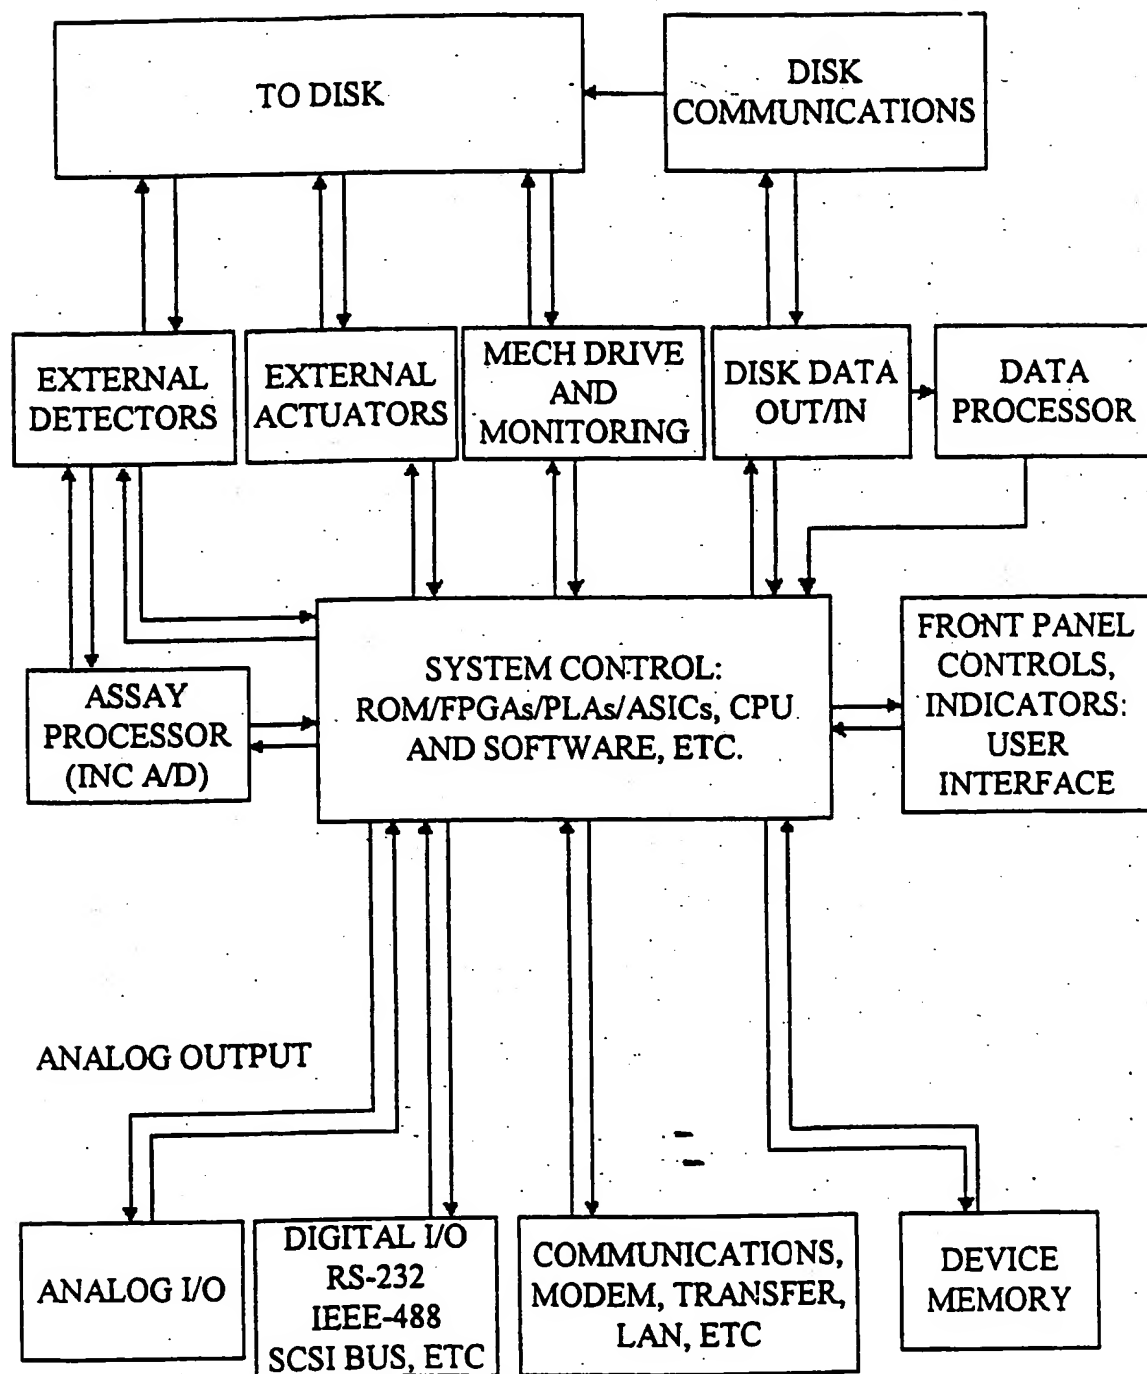 TO DISK
DISK
COMMUNICATIONS
EXTERNAL
DETECTORS
EXTERNAL
ACTUATORS
MECH DRIVE
AND
MONITORING
DISK DATA
OUT/IN
DATA
PROCESSOR
ASSAY
PROCESSOR
(INC A/D)
SYSTEM CONTROL:
ROM/FPGAs/PLAs/ASICs, CPU
AND SOFTWARE, ETC.
FRONT PANEL
CONTROLS,
INDICATORS:
USER
INTERFACE
ANALOG OUTPUT
ANALOG I/O
DIGITAL I/O
RS-232
IEEE-488
SCSI BUS, ETC
COMMUNICATIONS,
MODEM, TRANSFER,
LAN, ETC
DEVICE
MEMORY